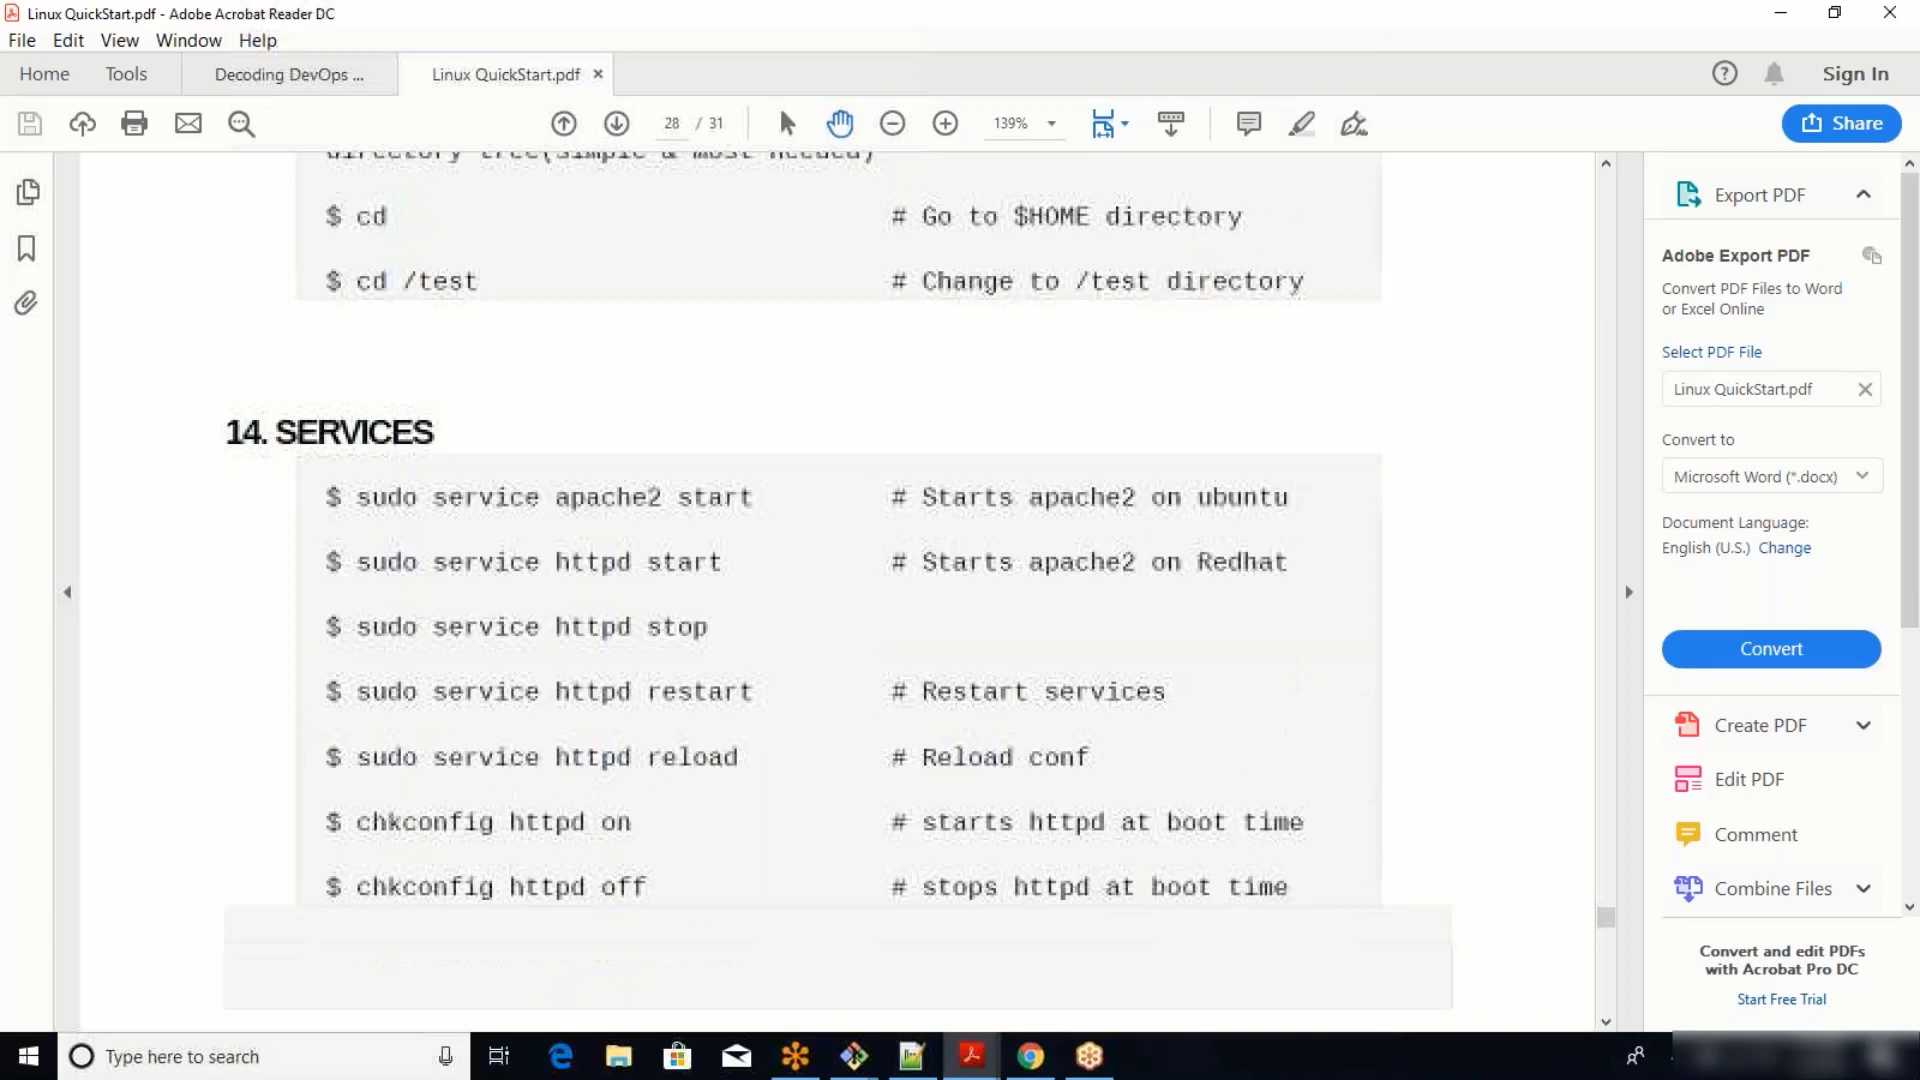 Linux QuickStart.pdf - Adobe Acrobat Reader DC
File Edit View Window Help
Home Tools Decoding DevOps ... Linux QuickStart.pdf × Sign In
28 / 31 139% Share
directory tree(simple & most needed)
$ cd # Go to $HOME directory
$ cd /test # Change to /test directory
14. SERVICES
$ sudo service apache2 start # Starts apache2 on ubuntu
$ sudo service httpd start # Starts apache2 on Redhat
$ sudo service httpd stop
$ sudo service httpd restart # Restart services
$ sudo service httpd reload # Reload conf
$ chkconfig httpd on # starts httpd at boot time
$ chkconfig httpd off # stops httpd at boot time
Export PDF
Adobe Export PDF
Convert PDF Files to Word
or Excel Online
Select PDF File
Linux QuickStart.pdf
Convert to
Microsoft Word (*.docx)
Document Language:
English (U.S.) Change
Convert
Create PDF
Edit PDF
Comment
Combine Files
Convert and edit PDFs
with Acrobat Pro DC
Start Free Trial
Type here to search